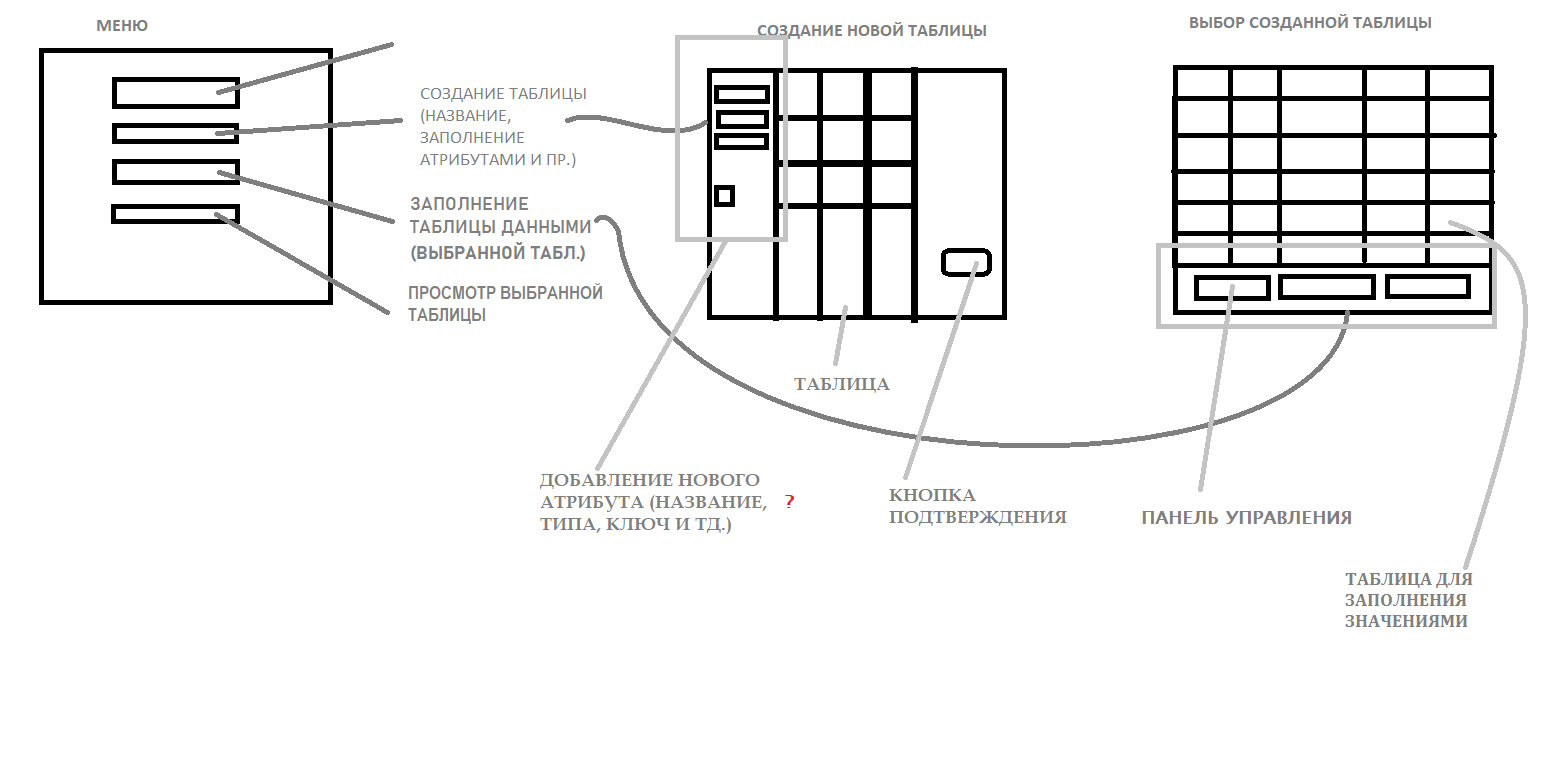 МЕНЮ
СОЗДАНИЕ ТАБЛИЦЫ
(НАЗВАНИЕ,
ЗАПОЛНЕНИЕ
АТРИБУТАМИ И ПР.)
ЗАПОЛНЕНИЕ
ТАБЛИЦЫ ДАННЫМИ
(ВЫБРАННОЙ ТАБЛ.)
ПРОСМОТР ВЫБРАННОЙ
ТАБЛИЦЫ
СОЗДАНИЕ НОВОЙ ТАБЛИЦЫ
ТАБЛИЦА
ДОБАВЛЕНИЕ НОВОГО
АТРИБУТА (НАЗВАНИЕ, ?
ТИПА, КЛЮЧ И ТД.)
КНОПКА
ПОДТВЕРЖДЕНИЯ
ВЫБОР СОЗДАННОЙ ТАБЛИЦЫ
ПАНЕЛЬ УПРАВЛЕНИЯ
ТАБЛИЦА ДЛЯ
ЗАПОЛНЕНИЯ
ЗНАЧЕНИЯМИ